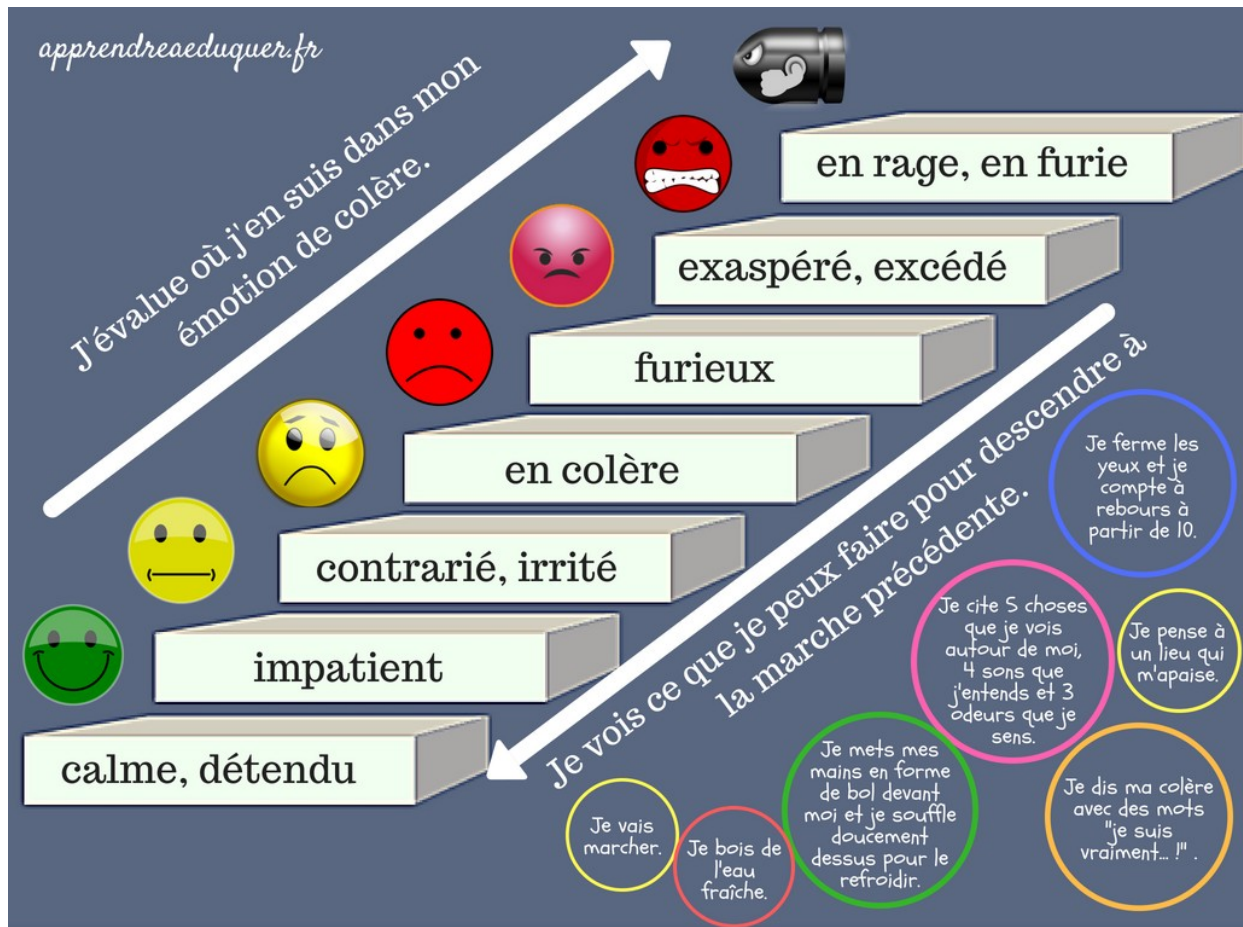 apprendreaeduquer.fr
J'évalue où j'en suis dans mon
émotion de colère.
en rage, en furie
exaspéré, excédé
furieux
en colère
contrarié, irrité
impatient
calme, détendu
Je vois ce que je peux faire pour descendre à
la marche précédente.
Je ferme les
yeux et je
compte à
rebours à
partir de 10.
Je cite 5 choses
que je vois
autour de moi,
4 sons que
j'entends et 3
odeurs que je
sens.
Je pense à
un lieu qui
m'apaise.
Je mets mes
mains en forme
de bol devant
moi et je souffle
doucement
dessus pour le
refroidir.
Je dis ma colère
avec des mots
"je suis
vraiment... !" .
Je vais
marcher.
Je bois de
l'eau
fraîche.